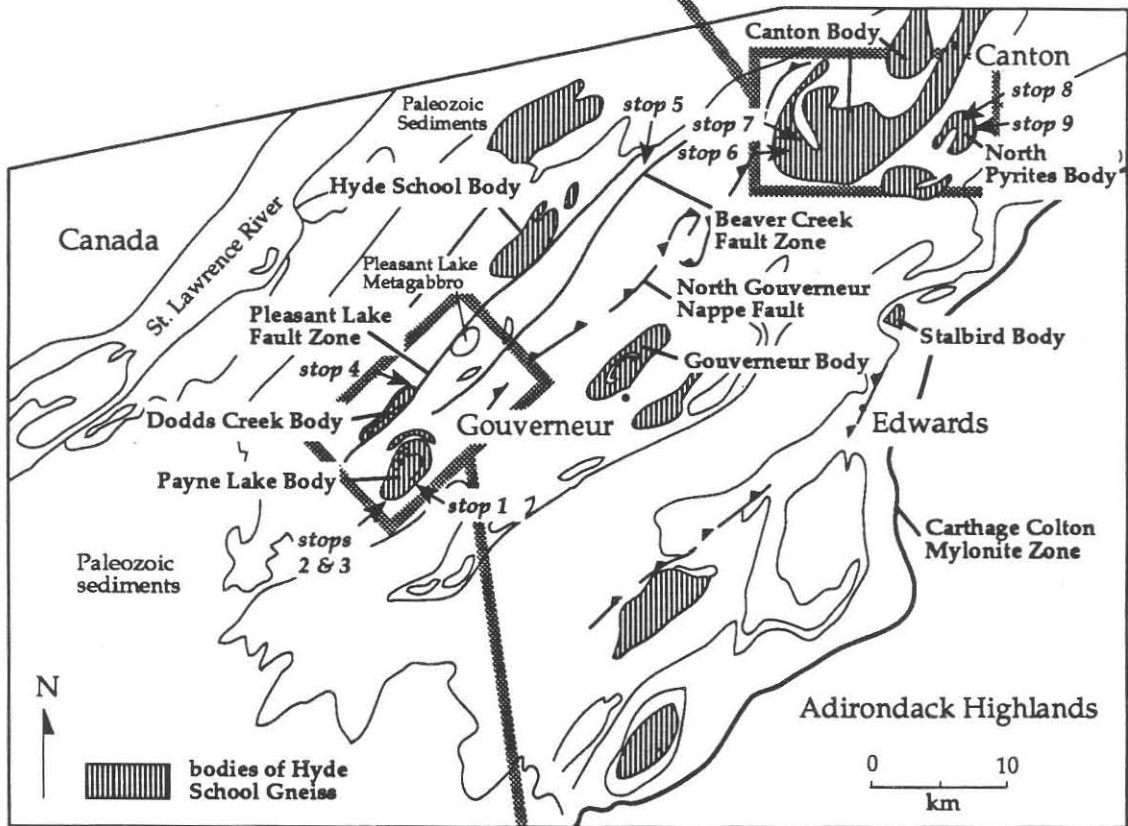 Canton Body
Canton
Paleozoic
Sediments
stop 5
stop 8
stop 7
stop 9
stop 6
North
Pyrites Body
Hyde School Body
Beaver Creek
Fault Zone
Canada
St. Lawrence River
Pleasant Lake
Metagabbro
North Gouverneur
Nappe Fault
Pleasant Lake
Fault Zone
Stalbird Body
stop 4
Gouverneur Body
Dodds Creek Body
Gouverneur
Edwards
Payne Lake Body
stop 1
stops
2 & 3
Carthage Colton
Mylonite Zone
Paleozoic
sediments
N
Adirondack Highlands
bodies of Hyde
School Gneiss
0 10
km